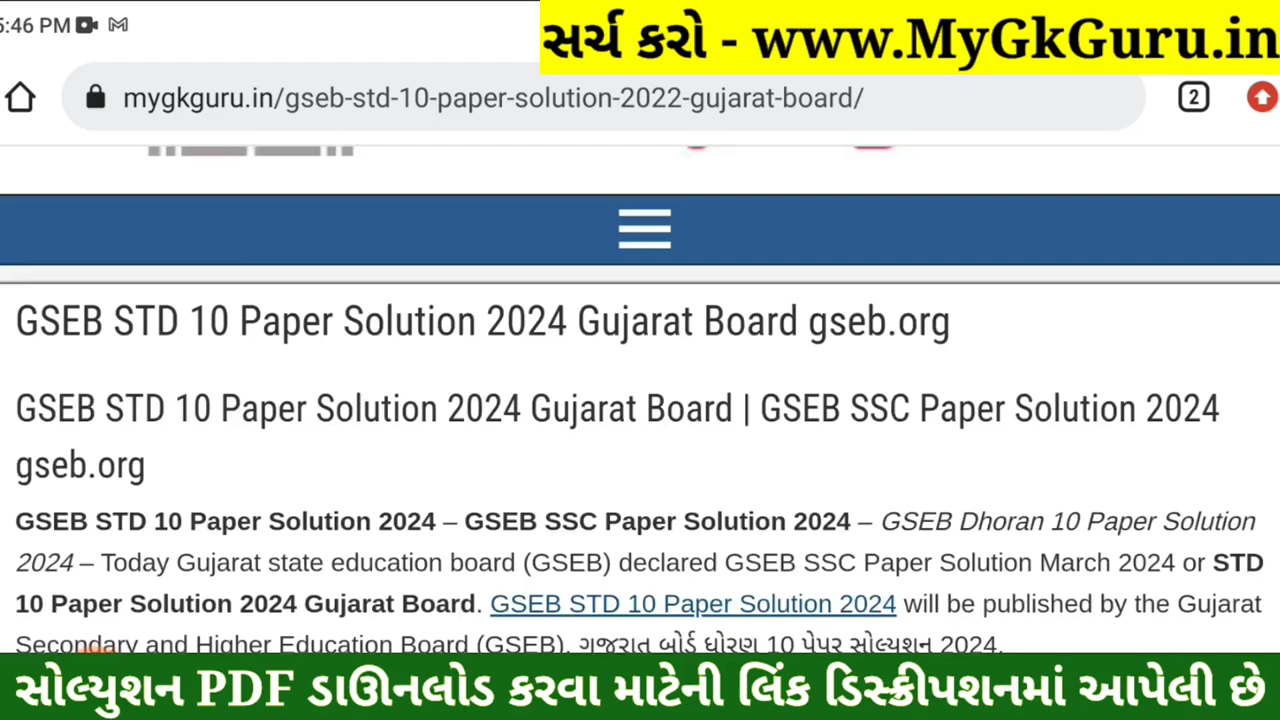 5:46 PM
સર્ચ કરો - www.MyGkGuru.in
mygkguru.in/gseb-std-10-paper-solution-2022-gujarat-board/
2
GSEB STD 10 Paper Solution 2024 Gujarat Board gseb.org
GSEB STD 10 Paper Solution 2024 Gujarat Board | GSEB SSC Paper Solution 2024
gseb.org
GSEB STD 10 Paper Solution 2024 – GSEB SSC Paper Solution 2024 – GSEB Dhoran 10 Paper Solution
2024 – Today Gujarat state education board (GSEB) declared GSEB SSC Paper Solution March 2024 or STD
10 Paper Solution 2024 Gujarat Board. GSEB STD 10 Paper Solution 2024 will be published by the Gujarat
Secondary and Higher Education Board (GSEB). ગુજરાત બોર્ડ ધોરણ 10 પેપર સોલ્યુશન 2024.
સોલ્યુશન PDF ડાઊનલોડ કરવા માટેની લિંક ડિસ્ક્રીપશનમાં આપેલી છે